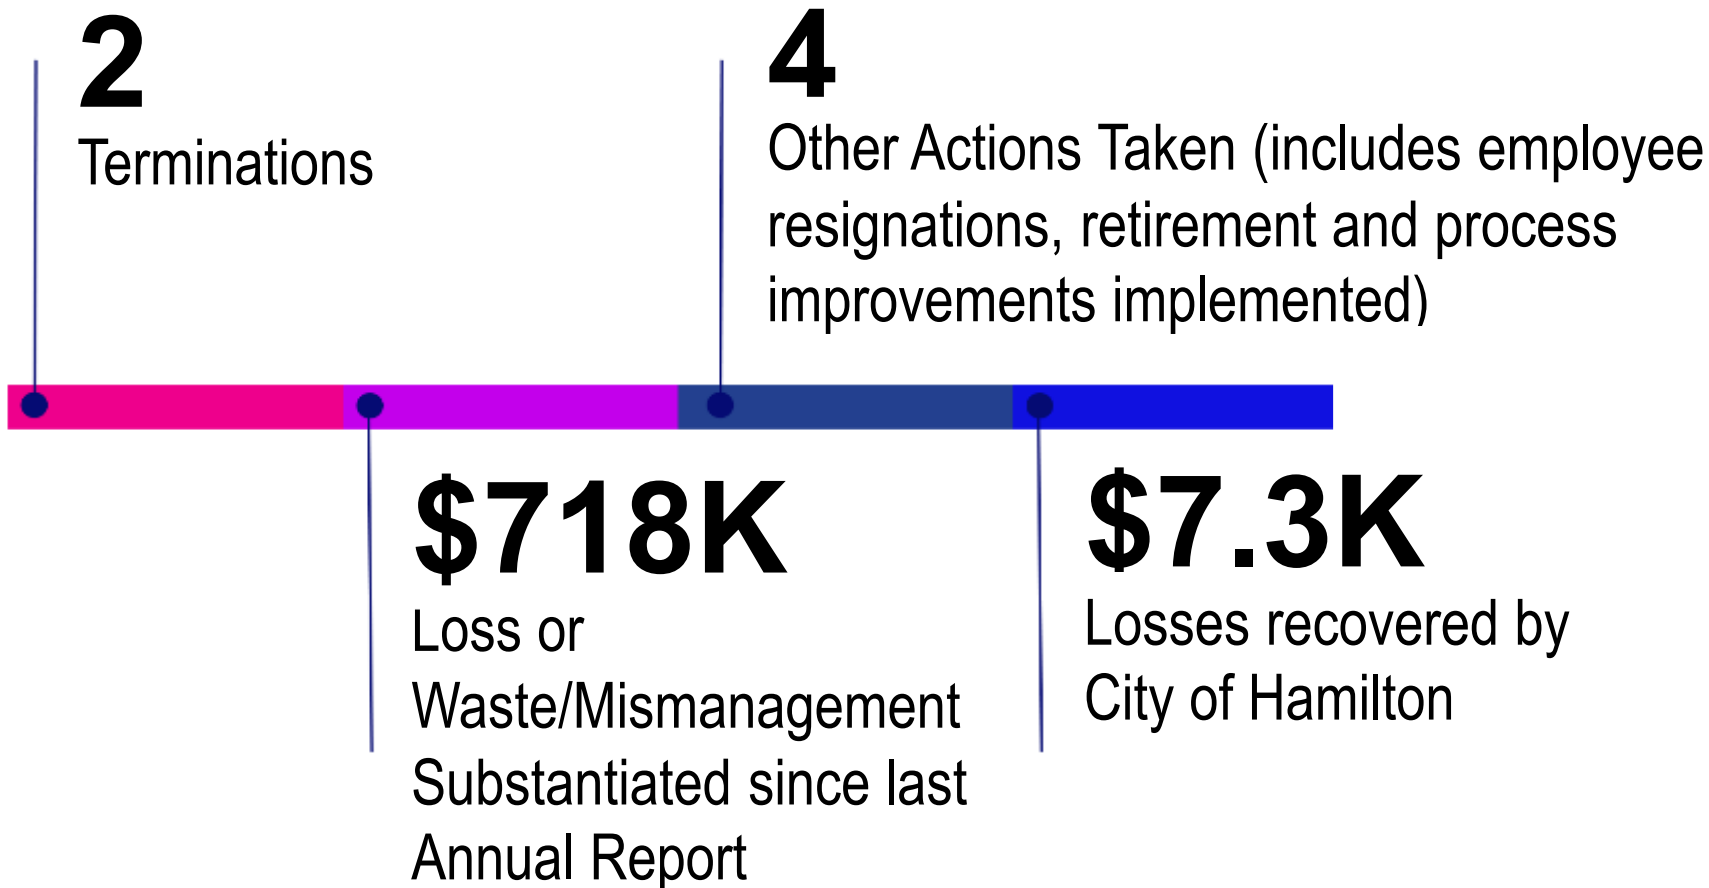 2
Terminations
4
Other Actions Taken (includes employee
resignations, retirement and process
improvements implemented)
$718K
Loss or
Waste/Mismanagement
Substantiated since last
Annual Report
$7.3K
Losses recovered by
City of Hamilton